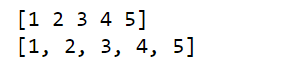 [1 2 3 4 5]
[1, 2, 3, 4, 5]